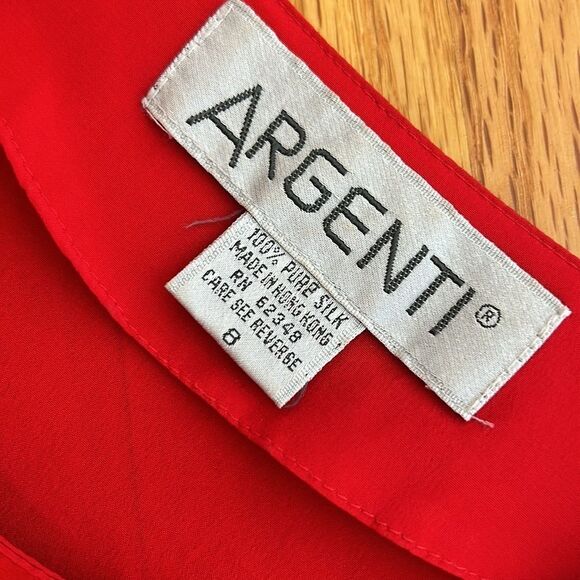 ARGENTI®
100% PURE SILK
MADE IN HONG KONG
RN 62348
CARE SEE REVERSE
8